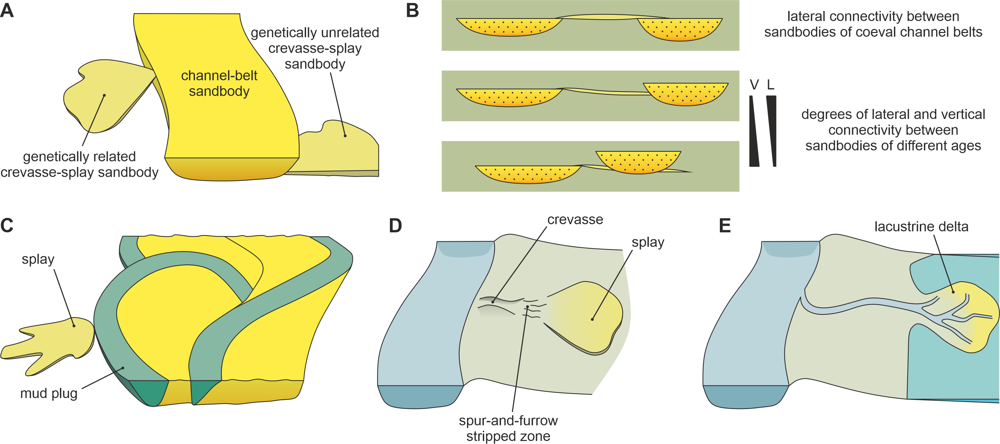 A
genetically unrelated
crevasse-splay
sandbody
channel-belt
sandbody
genetically related
crevasse-splay sandbody
B
lateral connectivity between
sandbodies of coeval channel belts
V L
degrees of lateral and vertical
connectivity between
sandbodies of different ages
C
splay
mud plug
D
crevasse
splay
spur-and-furrow
stripped zone
E
lacustrine delta